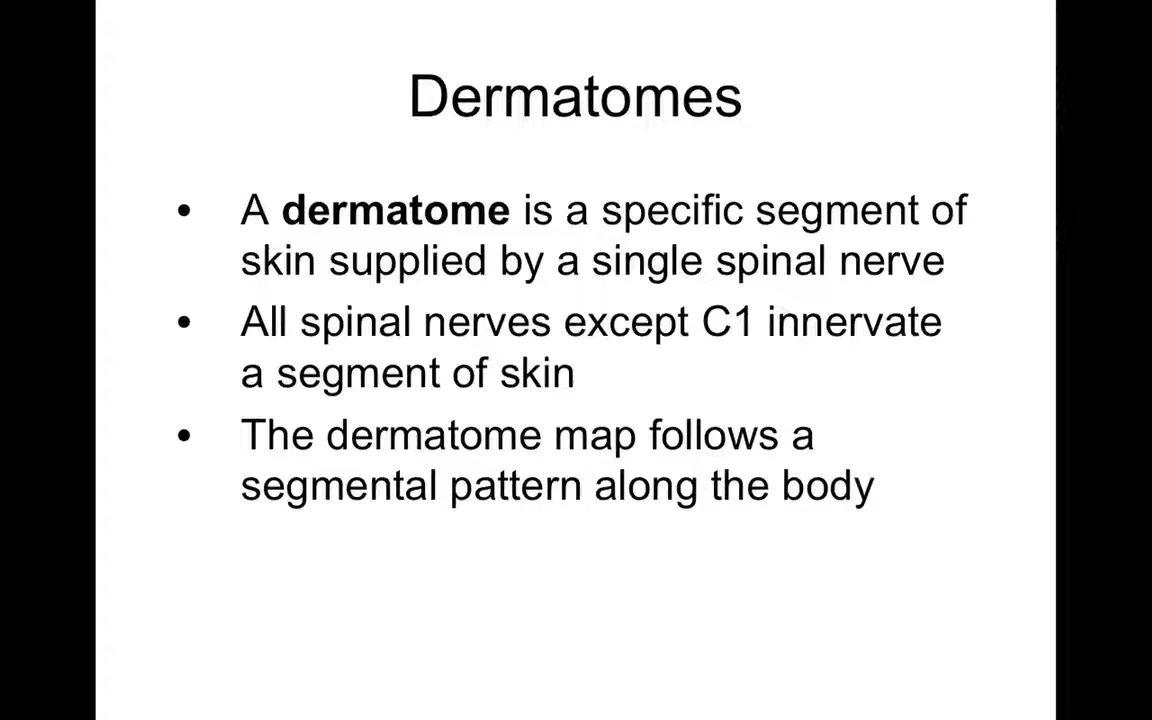 Dermatomes
• A dermatome is a specific segment of
skin supplied by a single spinal nerve
• All spinal nerves except C1 innervate
a segment of skin
• The dermatome map follows a
segmental pattern along the body